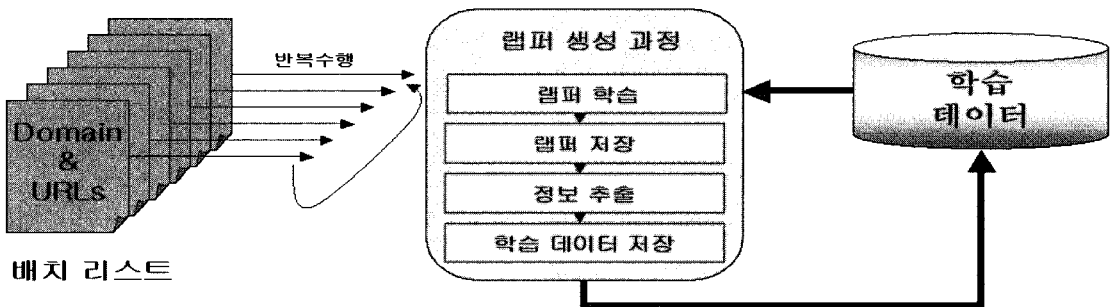 Domain
&
URLs
배치 리스트
반복수행
랩퍼 생성 과정
랩퍼 학습
랩퍼 저장
정보 추출
학습 데이터 저장
학습
데이터